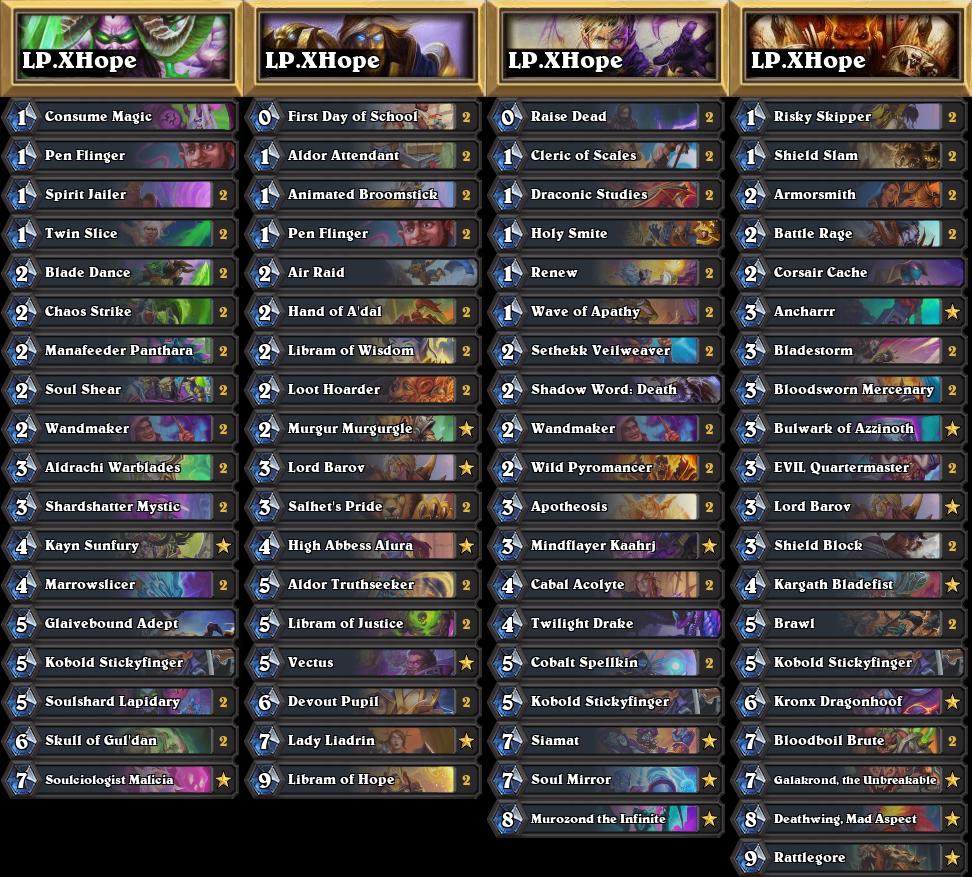 LP.XHope
1 Consume Magic
1 Pen Flinger
1 Spirit Jailer 2
1 Twin Slice 2
2 Blade Dance 2
2 Chaos Strike 2
2 Manafeeder Panthara 2
2 Soul Shear 2
2 Wandmaker 2
3 Aldrachi Warblades 2
3 Shardshatter Mystic 2
4 Kayn Sunfury
4 Marrowslicer 2
5 Glaivebound Adept
5 Kobold Stickyfinger
5 Soulshard Lapidary 2
6 Skull of Gul'dan 2
7 Soulciologist Malicia
LP.XHope
0 First Day of School 2
1 Aldor Attendant 2
1 Animated Broomstick 2
1 Pen Flinger 2
2 Air Raid
2 Hand of A'dal 2
2 Libram of Wisdom 2
2 Loot Hoarder 2
2 Murgur Murgurgle
3 Lord Barov
3 Salhet's Pride 2
4 High Abbess Alura
5 Aldor Truthseeker 2
5 Libram of Justice 2
5 Vectus
6 Devout Pupil 2
7 Lady Liadrin
9 Libram of Hope 2
LP.XHope
0 Raise Dead 2
1 Cleric of Scales 2
1 Draconic Studies 2
1 Holy Smite
1 Renew 2
1 Wave of Apathy 2
2 Sethekk Veilweaver 2
2 Shadow Word: Death
2 Wandmaker 2
2 Wild Pyromancer 2
3 Apotheosis 2
3 Mindflayer Kaahrj
4 Cabal Acolyte 2
4 Twilight Drake
5 Cobalt Spellkin 2
5 Kobold Stickyfinger
7 Siamat
7 Soul Mirror
8 Murozond the Infinite
LP.XHope
1 Risky Skipper 2
1 Shield Slam 2
2 Armorsmith 2
2 Battle Rage 2
2 Corsair Cache
3 Ancharrr
3 Bladestorm 2
3 Bloodsworn Mercenary 2
3 Bulwark of Azzinoth
3 EVIL Quartermaster 2
3 Lord Barov
3 Shield Block 2
4 Kargath Bladefist
5 Brawl 2
5 Kobold Stickyfinger
6 Kronx Dragonhoof
7 Bloodboil Brute 2
7 Galakrond, the Unbreakable
8 Deathwing, Mad Aspect
9 Rattlegore